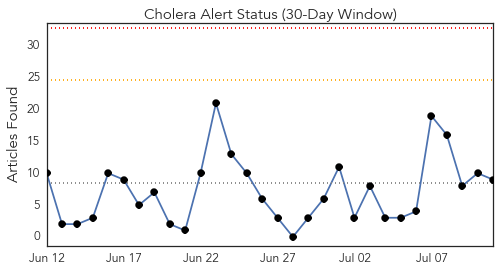 Cholera Alert Status (30-Day Window)
Articles Found
30
25
20
15
10
5
0
Jun 12 Jun 17 Jun 22 Jun 27 Jul 02 Jul 07